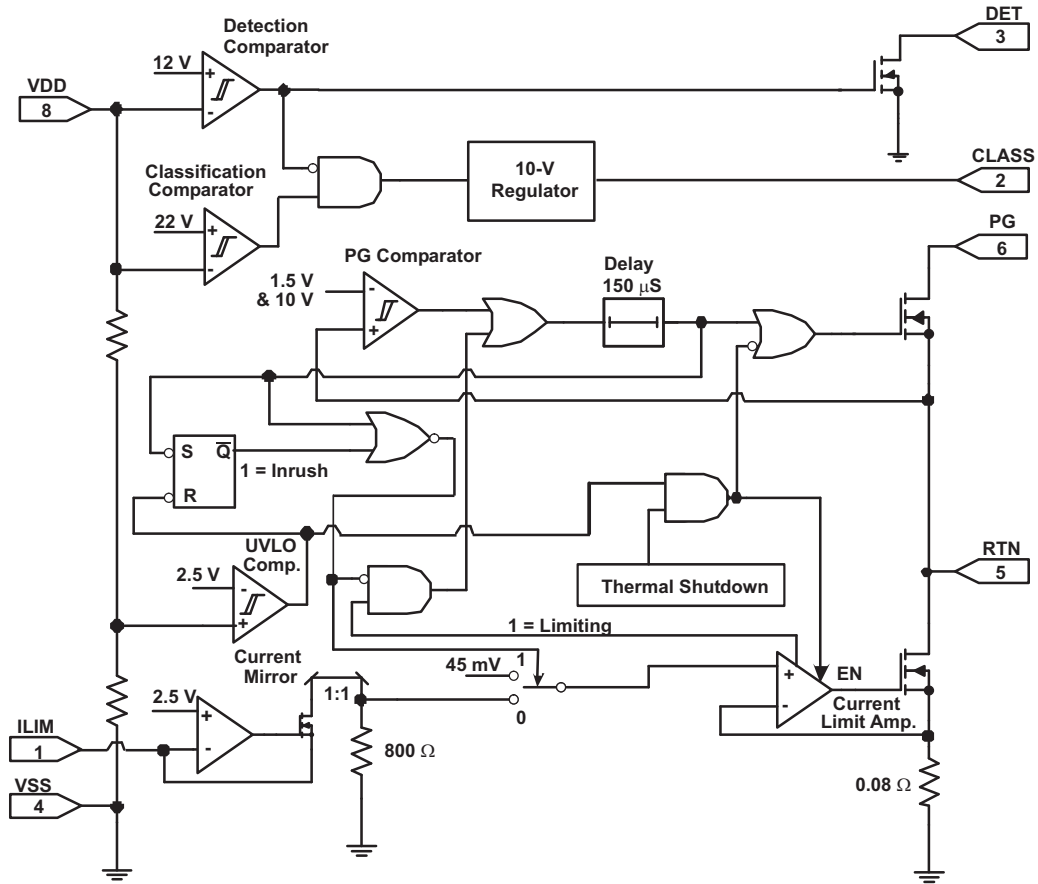 Detection
Comparator
DET
3
12 V
+
-
VDD
8
Classification
Comparator
10-V
Regulator
CLASS
2
22 V
+
-
PG
6
PG Comparator
1.5 V
& 10 V
-
+
Delay
150 μS
S
Q̅
R
1 = Inrush
UVLO
Comp.
2.5 V
-
+
Thermal Shutdown
RTN
5
1 = Limiting
Current
Mirror
45 mV
1
0
1:1
+
-
EN
Current
Limit Amp.
2.5 V
+
-
ILIM
1
800 Ω
0.08 Ω
VSS
4